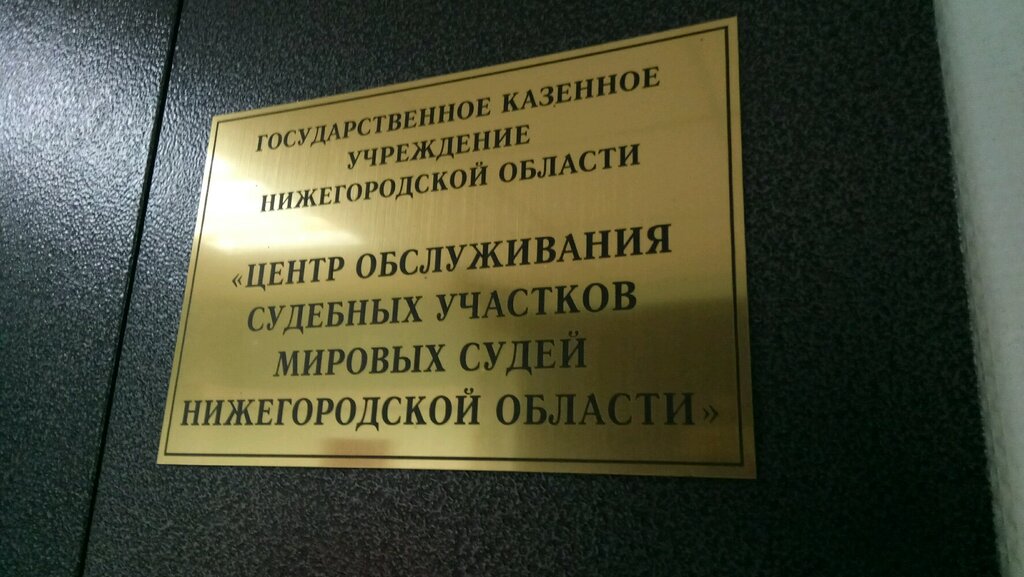 ГОСУДАРСТВЕННОЕ КАЗЕННОЕ
УЧРЕЖДЕНИЕ
НИЖЕГОРОДСКОЙ ОБЛАСТИ
«ЦЕНТР ОБСЛУЖИВАНИЯ
СУДЕБНЫХ УЧАСТКОВ
МИРОВЫХ СУДЕЙ
НИЖЕГОРОДСКОЙ ОБЛАСТИ»